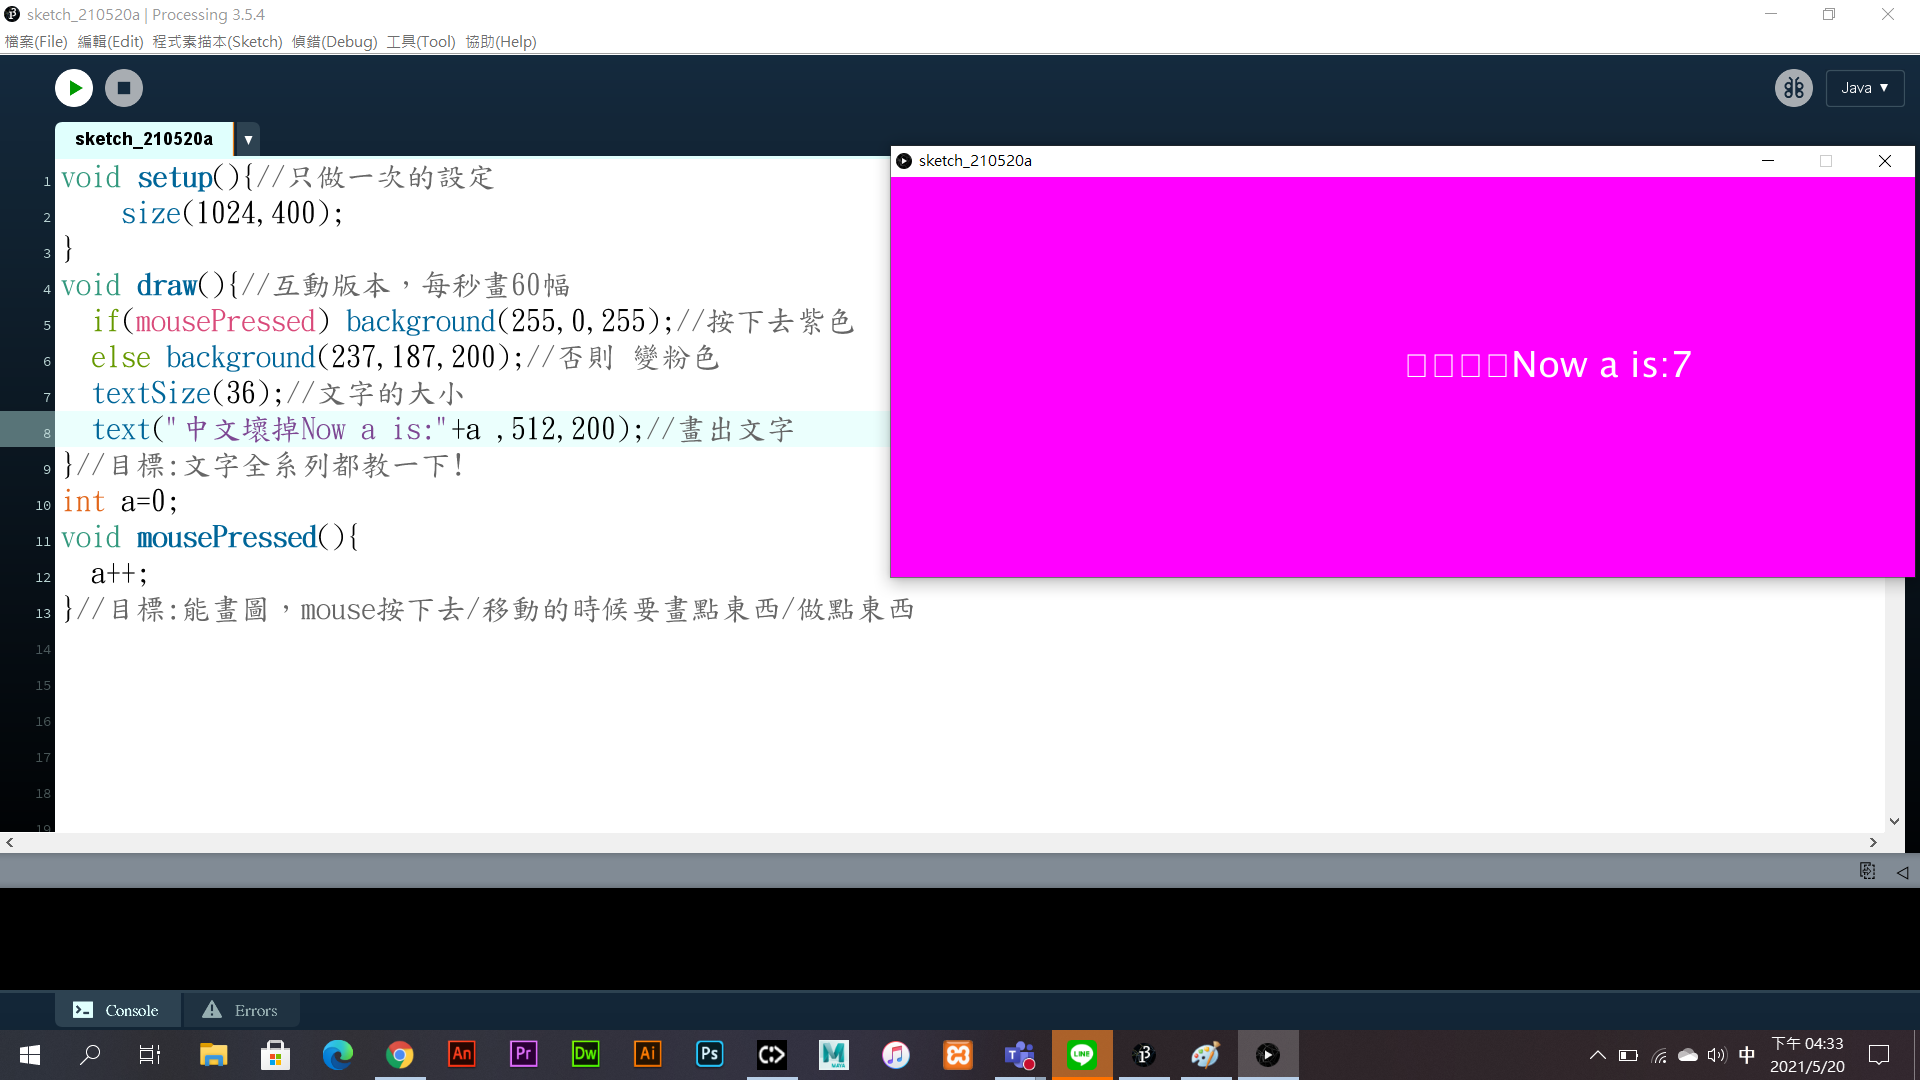 sketch_210520a | Processing 3.5.4
檔案(File) 編輯(Edit) 程式素描本(Sketch) 偵錯(Debug) 工具(Tool) 協助(Help)
Java ▼
sketch_210520a ▼
1 void setup(){//只做一次的設定
2 size(1024,400);
3 }
4 void draw(){//互動版本，每秒畫60幅
5 if(mousePressed) background(255,0,255);//按下去紫色
6 else background(237,187,200);//否則 變粉色
7 textSize(36);//文字的大小
8 text("中文壞掉Now a is:"+a ,512,200);//畫出文字
9 }//目標:文字全系列都教一下!
10 int a=0;
11 void mousePressed(){
12 a++;
13 }//目標:能畫圖，mouse按下去/移動的時候要畫點東西/做點東西
14
15
16
17
18
19
sketch_210520a
□□□□Now a is:7
Console
Errors
An Pr Dw Ai Ps MAYA T LINE
中
下午 04:33
2021/5/20